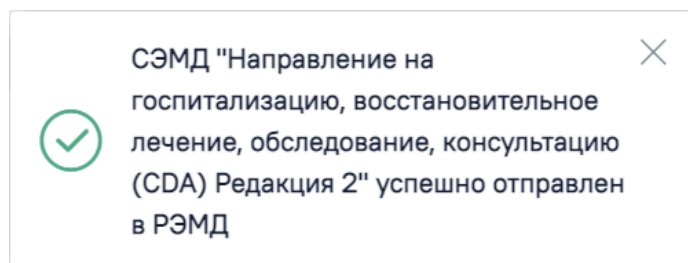 СЭМД "Направление на
госпитализацию, восстановительное
лечение, обследование, консультацию
(CDA) Редакция 2" успешно отправлен
в РЭМД